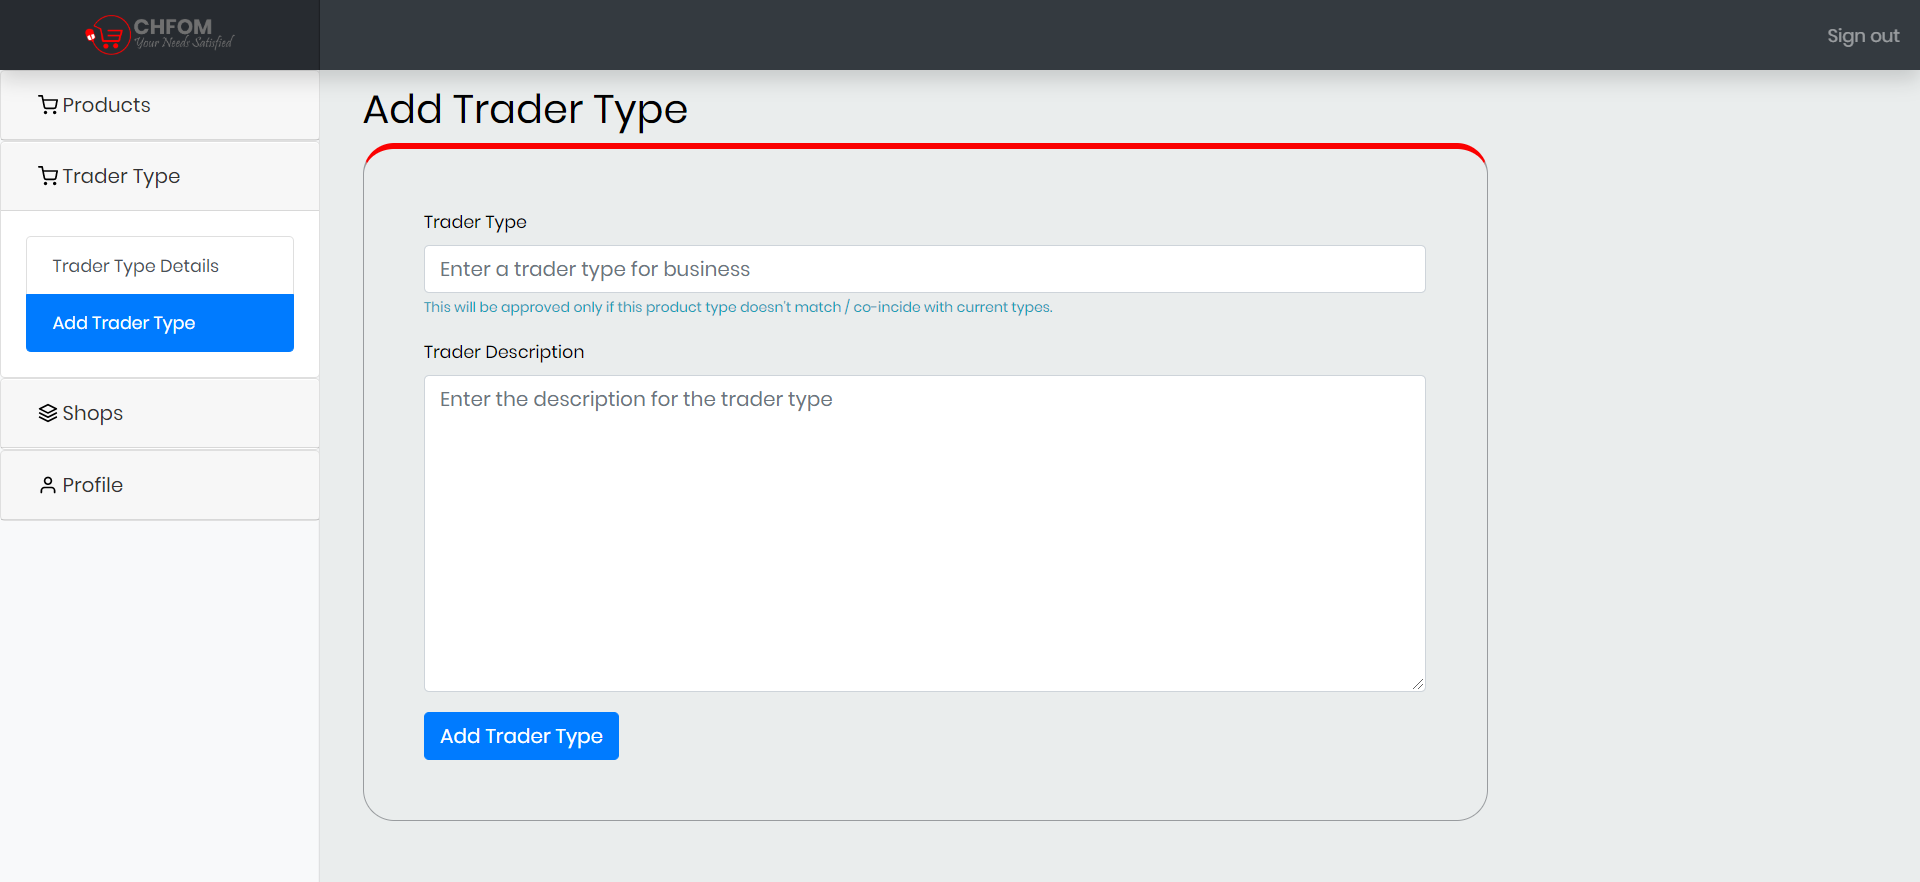 CHFOM
Your Needs Satisfied
Sign out
Products
Trader Type
Trader Type Details
Add Trader Type
Shops
Profile
Add Trader Type
Trader Type
Enter a trader type for business
This will be approved only if this product type doesn't match / co-incide with current types.
Trader Description
Enter the description for the trader type
Add Trader Type